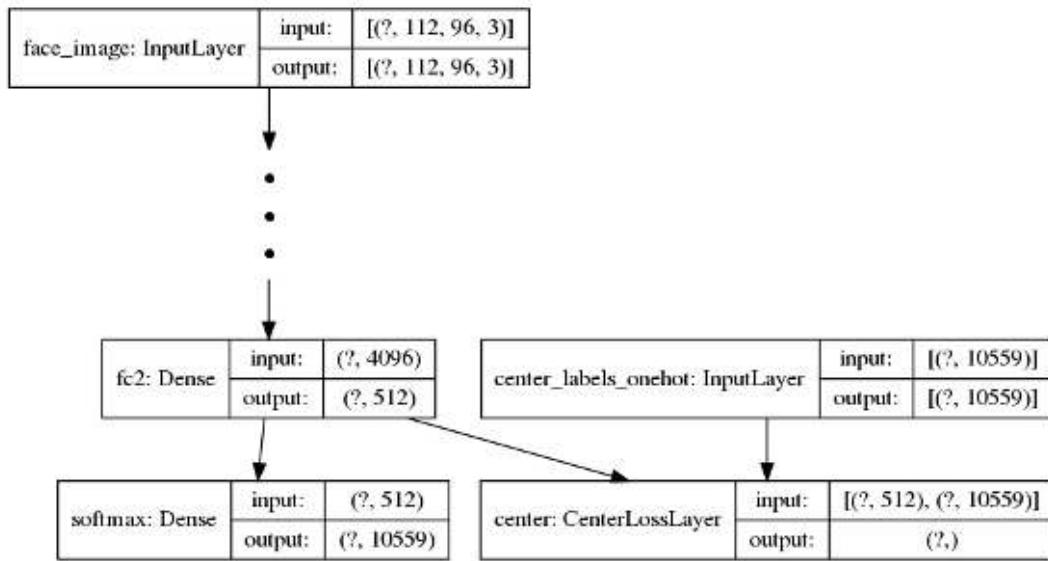 face_image: InputLayer
input:
[(?, 112, 96, 3)]
output:
[(?, 112, 96, 3)]
fc2: Dense
input:
(?, 4096)
output:
(?, 512)
center_labels_onehot: InputLayer
input:
[(?, 10559)]
output:
[(?, 10559)]
softmax: Dense
input:
(?, 512)
output:
(?, 10559)
center: CenterLossLayer
input:
[(?, 512), (?, 10559)]
output:
(?,)